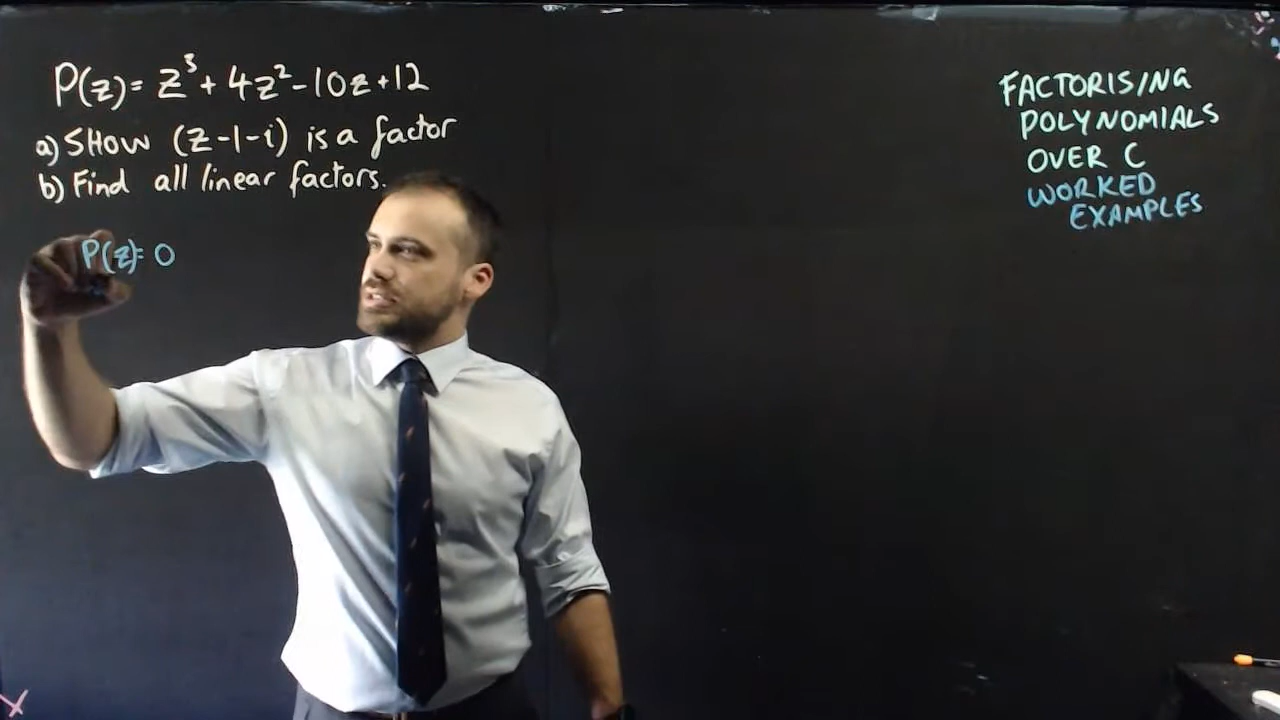 P(z)= z³+4z²-10z+12
a) SHOW (z-1-i) is a factor
b) Find all linear factors.
P(z)= 0
FACTORISING
POLYNOMIALS
OVER C
WORKED
EXAMPLES